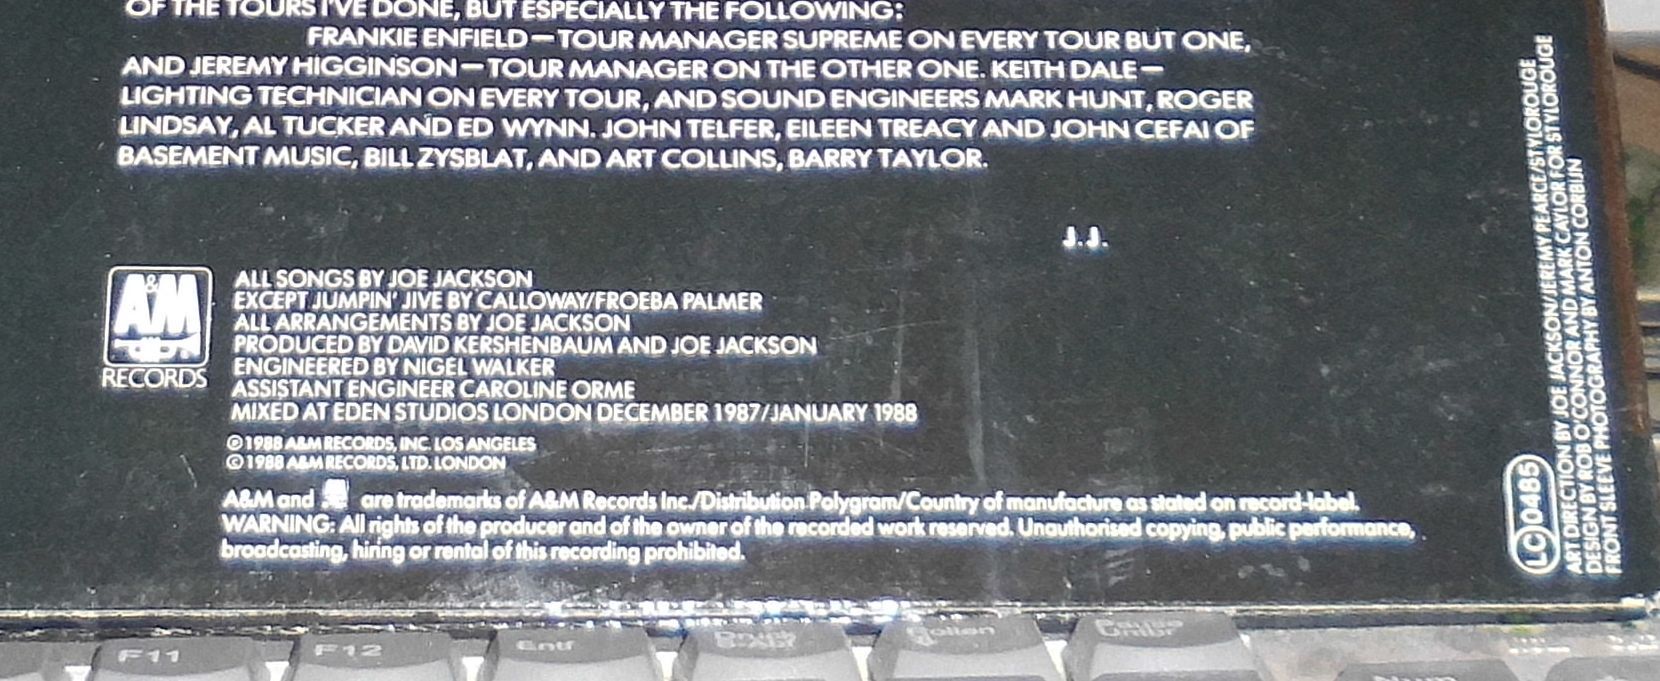 OF THE TOURS I'VE DONE, BUT ESPECIALLY THE FOLLOWING:
FRANKIE ENFIELD—TOUR MANAGER SUPREME ON EVERY TOUR BUT ONE,
AND JEREMY HIGGINSON—TOUR MANAGER ON THE OTHER ONE. KEITH DALE—
LIGHTING TECHNICIAN ON EVERY TOUR, AND SOUND ENGINEERS MARK HUNT, ROGER
LINDSAY, AL TUCKER AND ED WYNN. JOHN TELFER, EILEEN TREACY AND JOHN CEFAI OF
BASEMENT MUSIC, BILL ZYSBLAT, AND ART COLLINS, BARRY TAYLOR.
J.J.
A&M
RECORDS
ALL SONGS BY JOE JACKSON
EXCEPT JUMPIN' JIVE BY CALLOWAY/FROEBA PALMER
ALL ARRANGEMENTS BY JOE JACKSON
PRODUCED BY DAVID KERSHENBAUM AND JOE JACKSON
ENGINEERED BY NIGEL WALKER
ASSISTANT ENGINEER CAROLINE ORME
MIXED AT EDEN STUDIOS LONDON DECEMBER 1987/JANUARY 1988
℗ 1988 A&M RECORDS, INC. LOS ANGELES
© 1988 A&M RECORDS, LTD. LONDON
A&M and are trademarks of A&M Records Inc./Distribution Polygram/Country of manufacture as stated on record-label.
WARNING: All rights of the producer and of the owner of the recorded work reserved. Unauthorised copying, public performance,
broadcasting, hiring or rental of this recording prohibited.
LC 0485
ART DIRECTION BY JOE JACKSON/JEREMY PEARCE/STYLOROUGE
DESIGN BY ROB O'CONNOR AND MARK CAYLOR FOR STYLOROUGE
FRONT SLEEVE PHOTOGRAPHY BY ANTON CORBIJN
F11
F12
Entf
Druck
S-Abf
Rollen
Pause
Untbr
Num